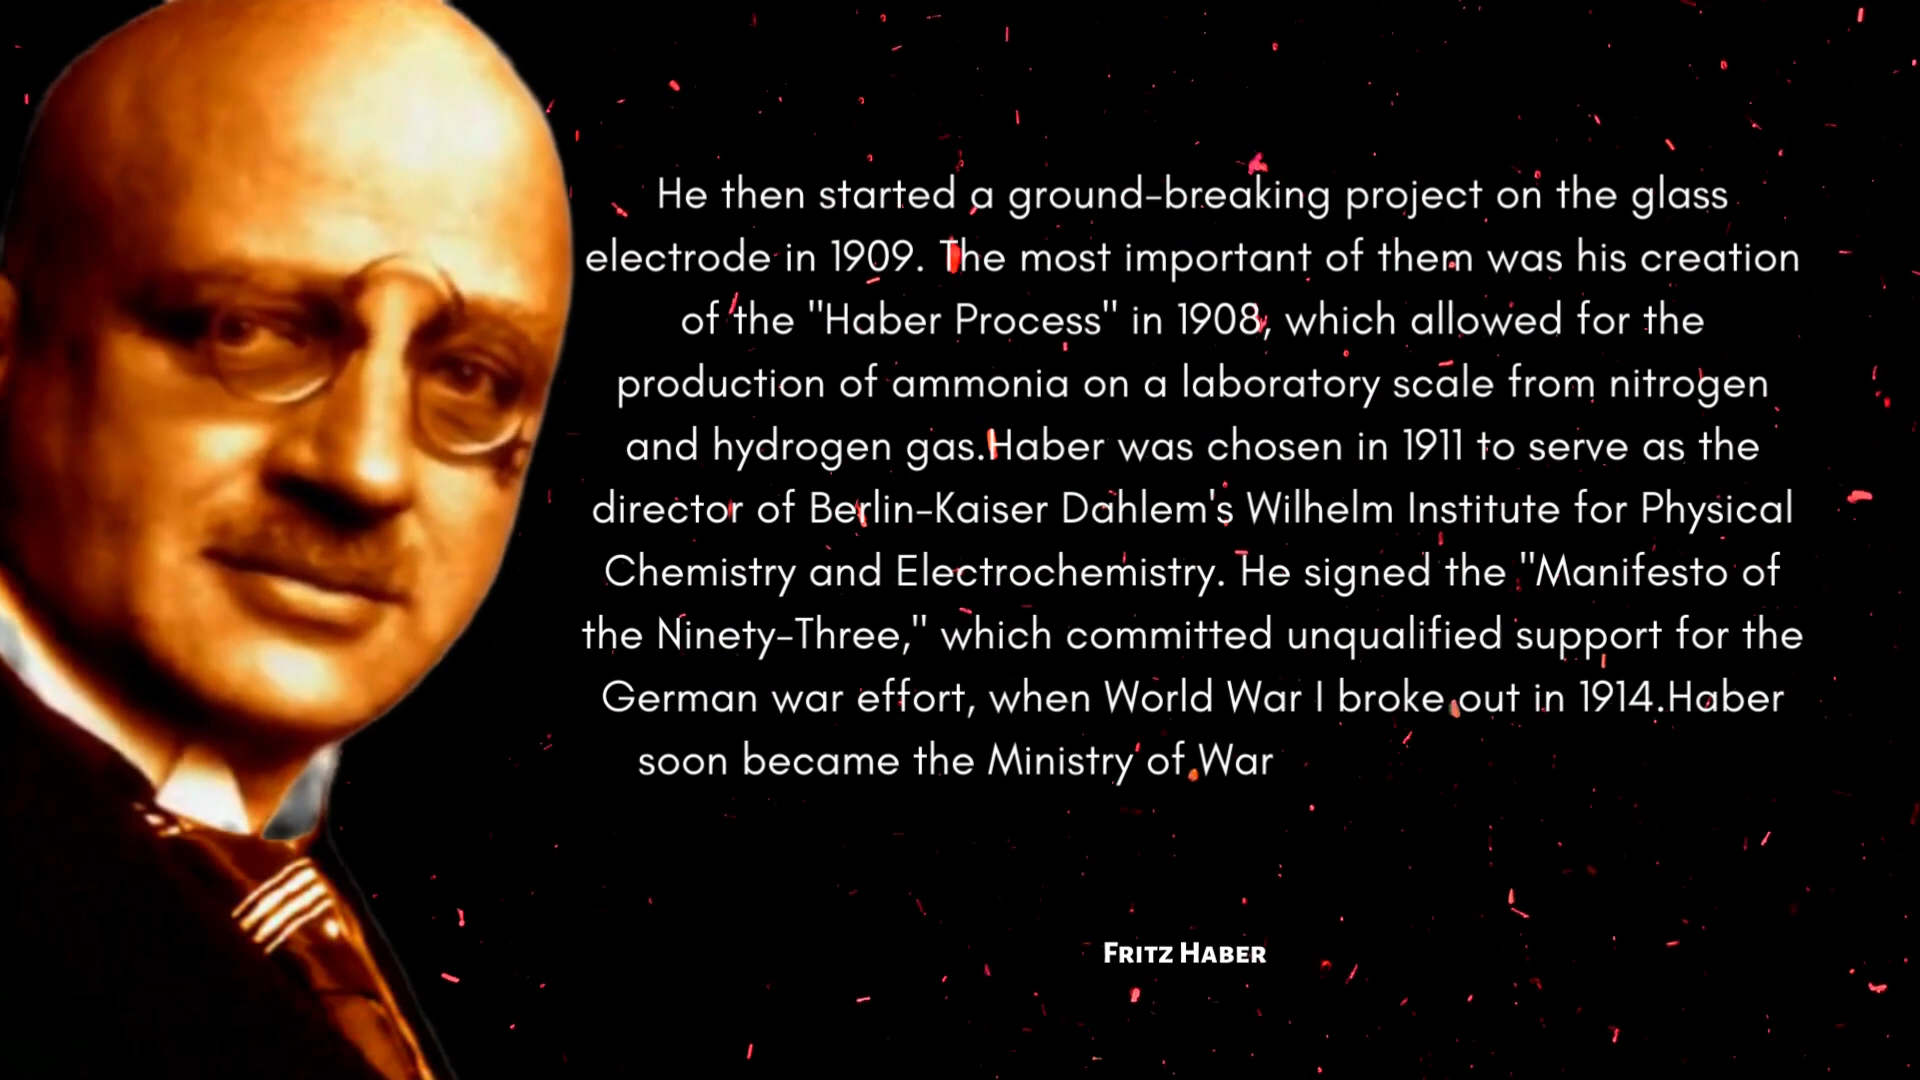 He then started a ground-breaking project on the glass
electrode in 1909. The most important of them was his creation
of the "Haber Process" in 1908, which allowed for the
production of ammonia on a laboratory scale from nitrogen
and hydrogen gas.Haber was chosen in 1911 to serve as the
director of Berlin-Kaiser Dahlem's Wilhelm Institute for Physical
Chemistry and Electrochemistry. He signed the "Manifesto of
the Ninety-Three," which committed unqualified support for the
German war effort, when World War I broke out in 1914.Haber
soon became the Ministry of War
Fritz Haber